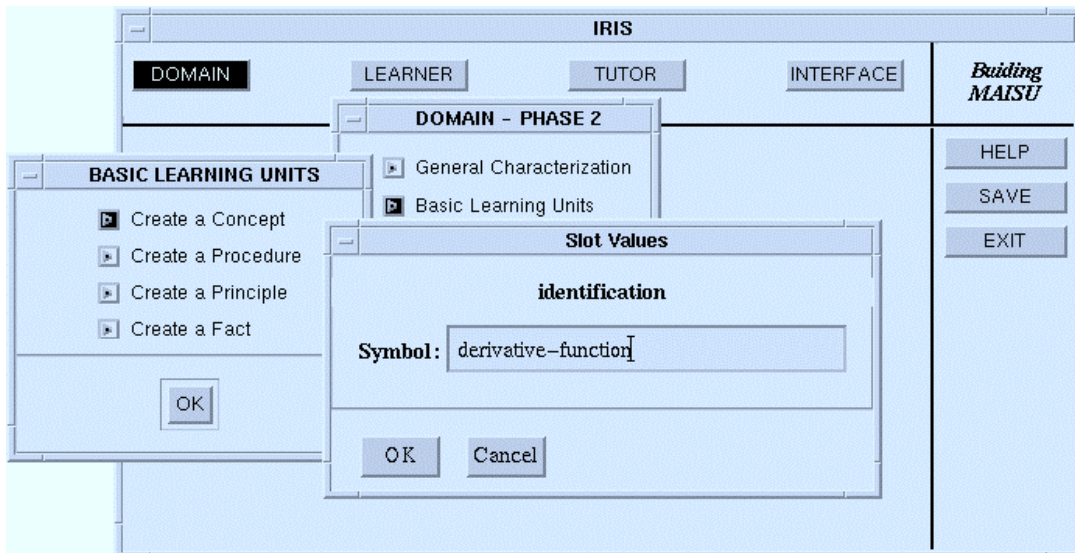 IRIS
DOMAIN
LEARNER
TUTOR
INTERFACE
Buiding
MAISU
HELP
SAVE
EXIT
DOMAIN - PHASE 2
General Characterization
Basic Learning Units
BASIC LEARNING UNITS
Create a Concept
Create a Procedure
Create a Principle
Create a Fact
OK
Slot Values
identification
Symbol: derivative-function
OK
Cancel